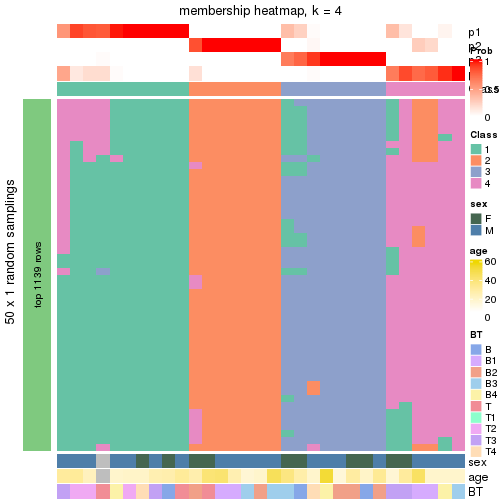 membership heatmap, k = 4
p1
p2
p3
p4
Prob
1
0.5
0
Class
Class
1
2
3
4
sex
F
M
age
60
40
20
0
BT
B
B1
B2
B3
B4
T
T1
T2
T3
T4
50 x 1 random samplings
top 1139 rows
sex
age
BT